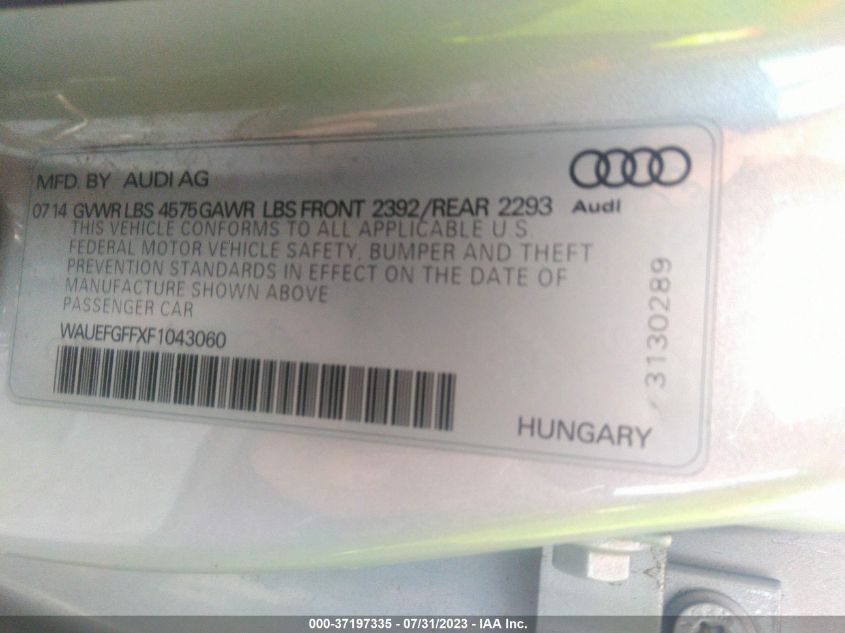 MFD. BY AUDI AG
0714 GVWR LBS 4575 GAWR LBS FRONT 2392/REAR 2293
Audi
THIS VEHICLE CONFORMS TO ALL APPLICABLE U S
FEDERAL MOTOR VEHICLE SAFETY, BUMPER AND THEFT
PREVENTION STANDARDS IN EFFECT ON THE DATE OF
MANUFACTURE SHOWN ABOVE
PASSENGER CAR
WAUEFGFFXF1043060
3130289
HUNGARY
000-37197335 - 07/31/2023 - IAA Inc.